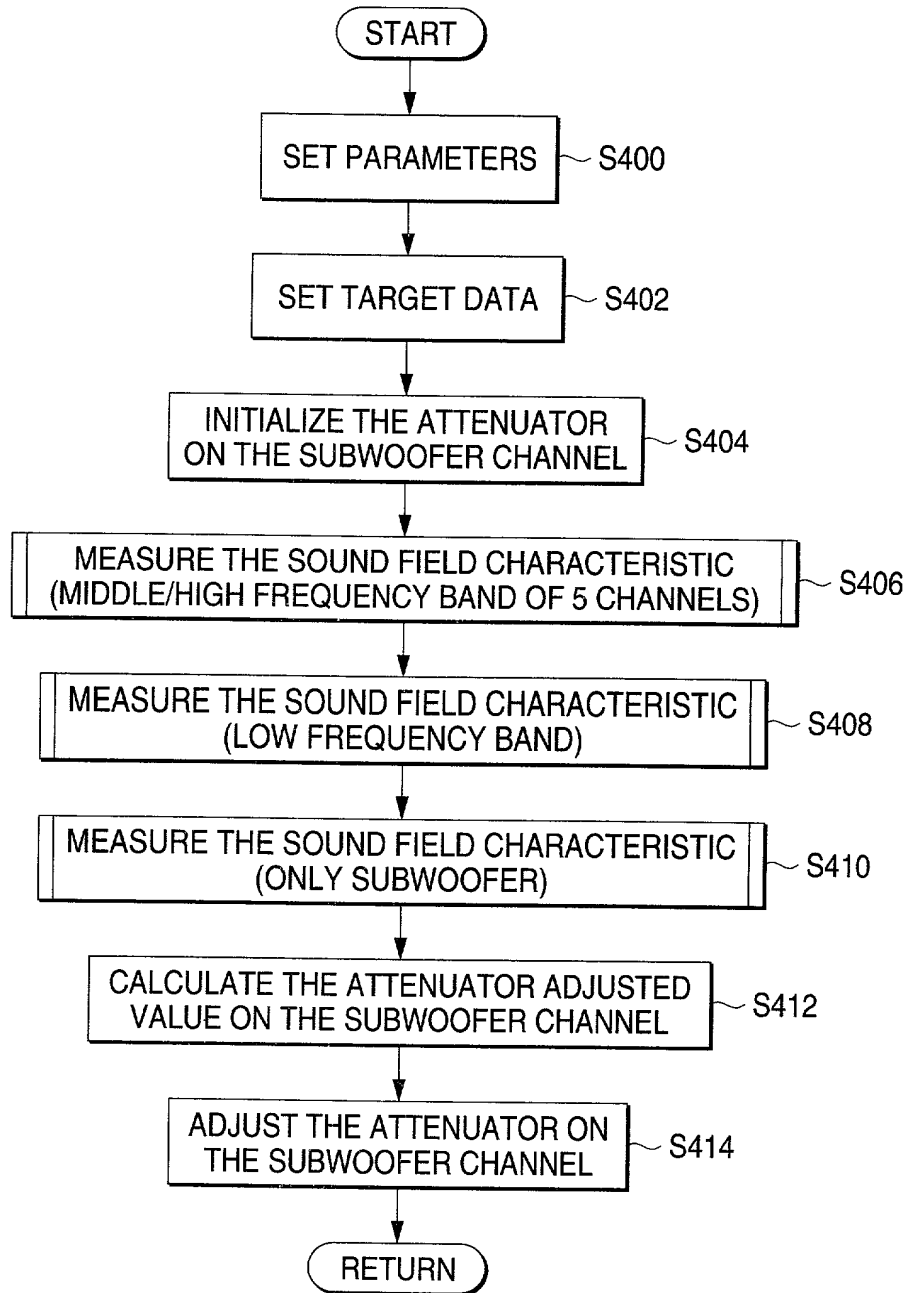 START
SET PARAMETERS
S400
SET TARGET DATA
S402
INITIALIZE THE ATTENUATOR
ON THE SUBWOOFER CHANNEL
S404
MEASURE THE SOUND FIELD CHARACTERISTIC
(MIDDLE/HIGH FREQUENCY BAND OF 5 CHANNELS)
S406
MEASURE THE SOUND FIELD CHARACTERISTIC
(LOW FREQUENCY BAND)
S408
MEASURE THE SOUND FIELD CHARACTERISTIC
(ONLY SUBWOOFER)
S410
CALCULATE THE ATTENUATOR ADJUSTED
VALUE ON THE SUBWOOFER CHANNEL
S412
ADJUST THE ATTENUATOR ON
THE SUBWOOFER CHANNEL
S414
RETURN